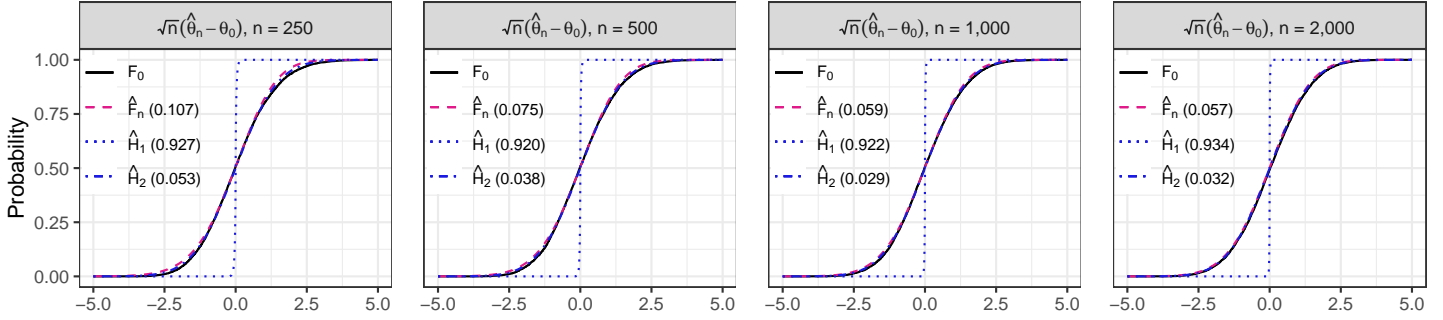 √n(θ̂ₙ−θ₀), n = 250
√n(θ̂ₙ−θ₀), n = 500
√n(θ̂ₙ−θ₀), n = 1,000
√n(θ̂ₙ−θ₀), n = 2,000
Probability
1.00
0.75
0.50
0.25
0.00
F₀
F̂ₙ (0.107)
Ĥ₁ (0.927)
Ĥ₂ (0.053)
F₀
F̂ₙ (0.075)
Ĥ₁ (0.920)
Ĥ₂ (0.038)
F₀
F̂ₙ (0.059)
Ĥ₁ (0.922)
Ĥ₂ (0.029)
F₀
F̂ₙ (0.057)
Ĥ₁ (0.934)
Ĥ₂ (0.032)
−5.0 −2.5 0.0 2.5 5.0
−5.0 −2.5 0.0 2.5 5.0
−5.0 −2.5 0.0 2.5 5.0
−5.0 −2.5 0.0 2.5 5.0